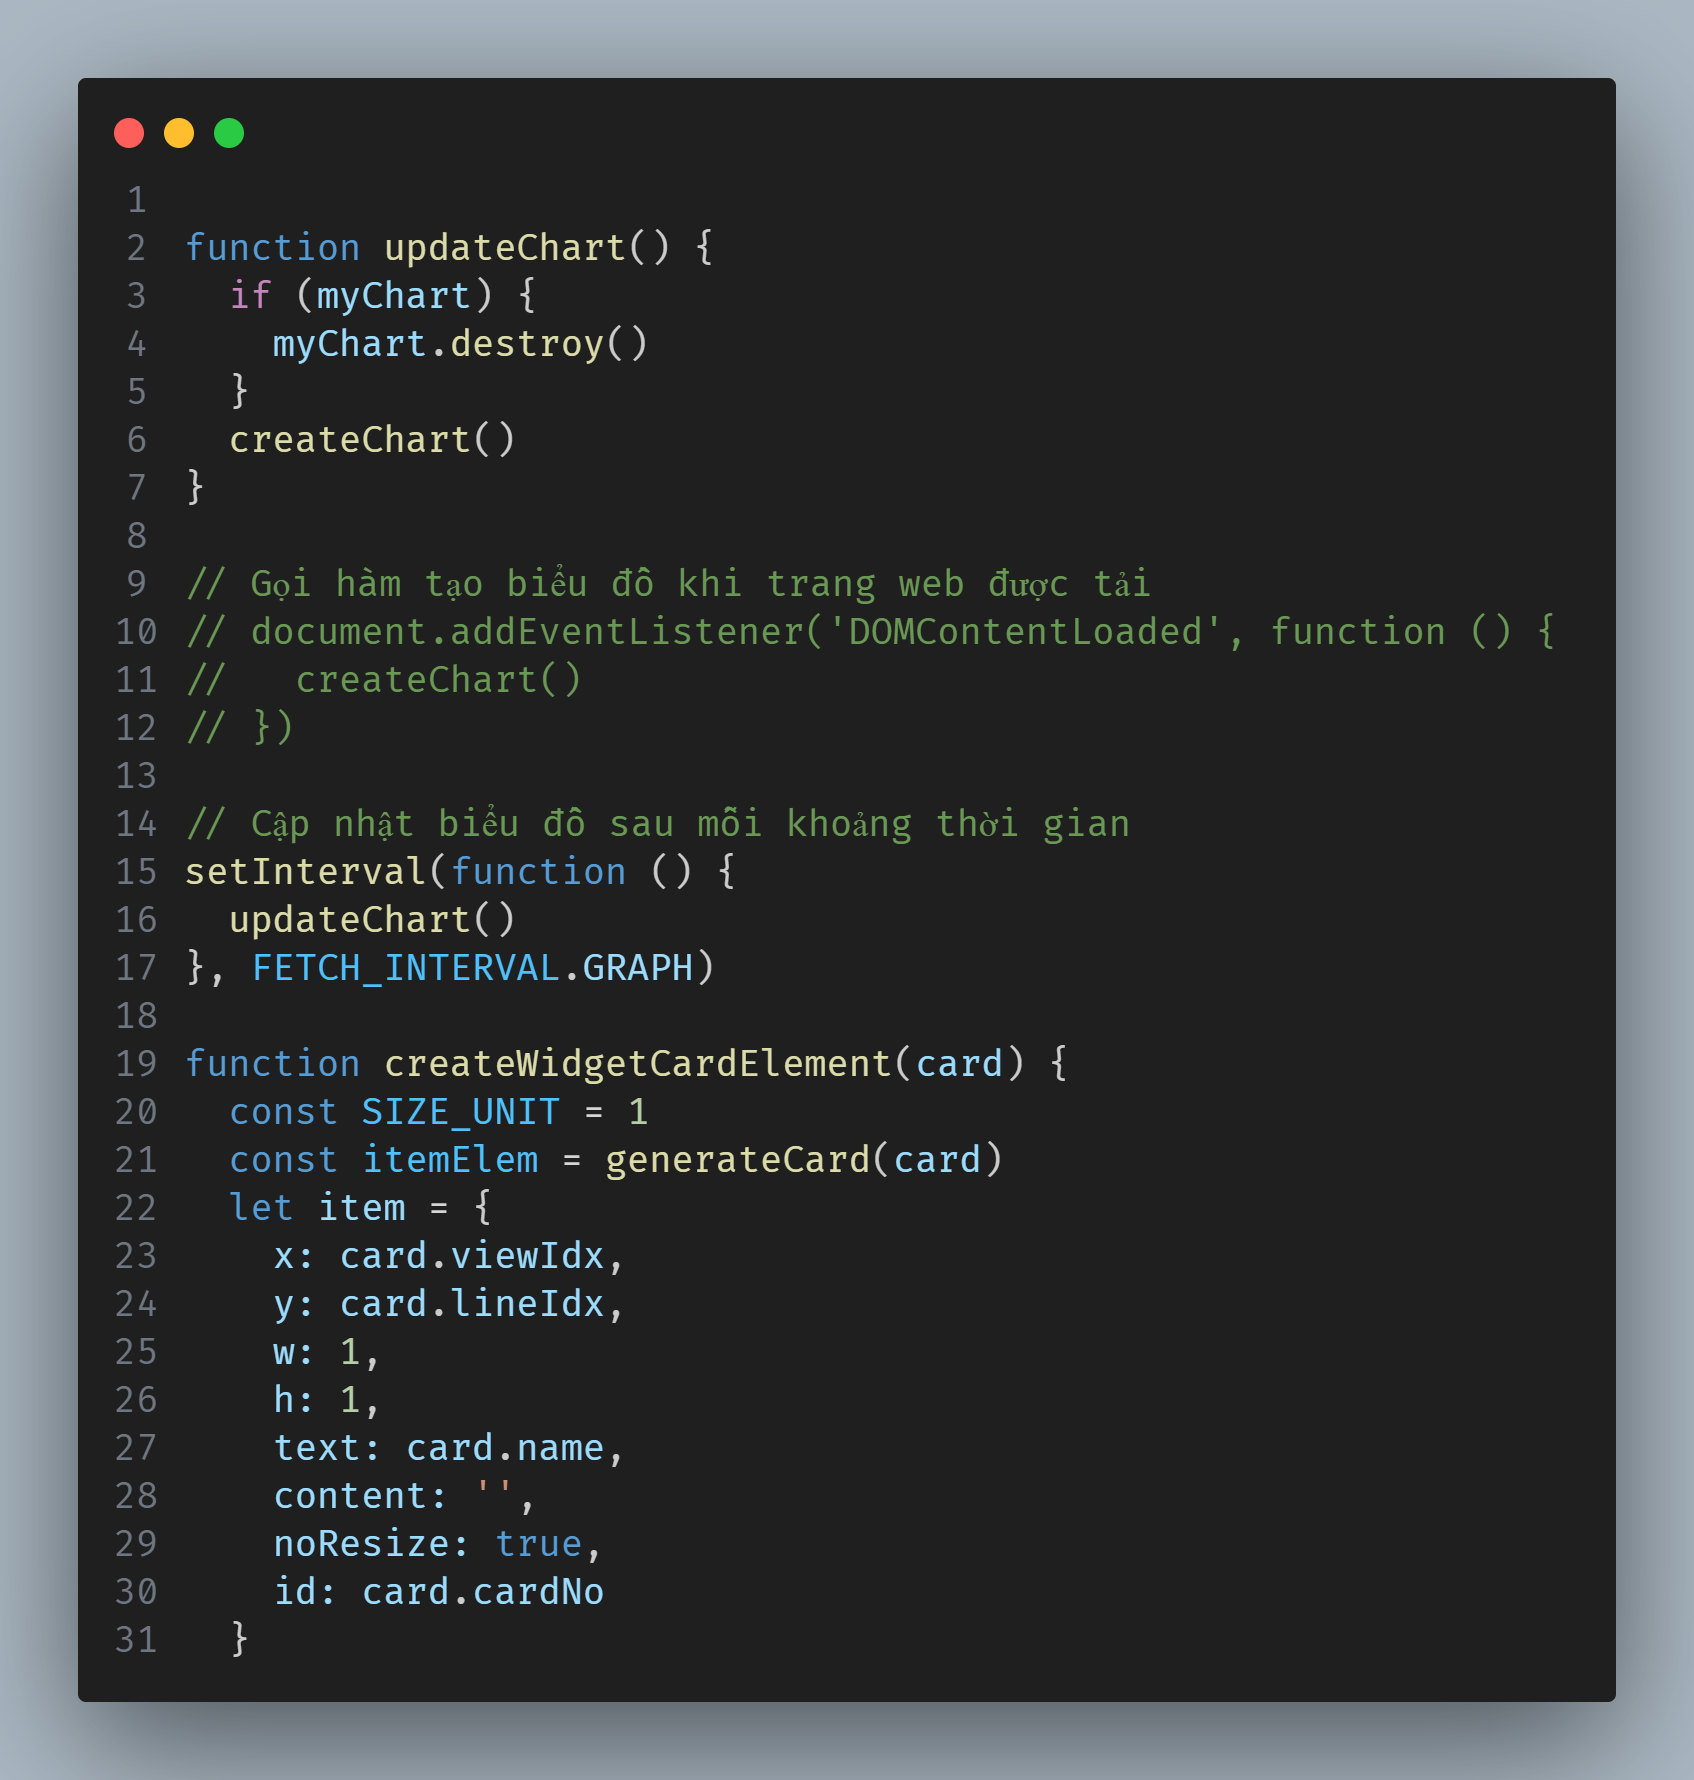 1
2 function updateChart() {
3   if (myChart) {
4     myChart.destroy()
5   }
6   createChart()
7 }
8
9 // Gọi hàm tạo biểu đồ khi trang web được tải
10 // document.addEventListener('DOMContentLoaded', function () {
11 //   createChart()
12 // })
13
14 // Cập nhật biểu đồ sau mỗi khoảng thời gian
15 setInterval(function () {
16   updateChart()
17 }, FETCH_INTERVAL.GRAPH)
18
19 function createWidgetCardElement(card) {
20   const SIZE_UNIT = 1
21   const itemElem = generateCard(card)
22   let item = {
23     x: card.viewIdx,
24     y: card.lineIdx,
25     w: 1,
26     h: 1,
27     text: card.name,
28     content: '',
29     noResize: true,
30     id: card.cardNo
31   }